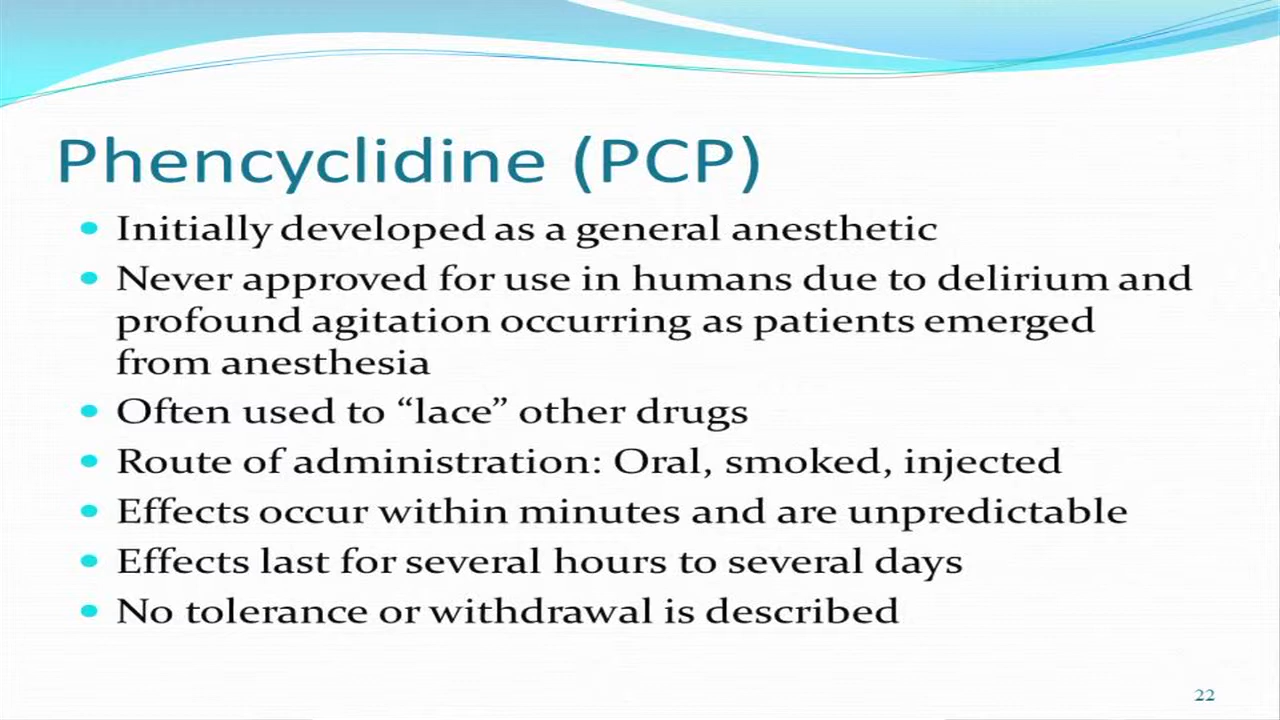 Phencyclidine (PCP)
• Initially developed as a general anesthetic
• Never approved for use in humans due to delirium and
profound agitation occurring as patients emerged
from anesthesia
• Often used to “lace” other drugs
• Route of administration: Oral, smoked, injected
• Effects occur within minutes and are unpredictable
• Effects last for several hours to several days
• No tolerance or withdrawal is described
22